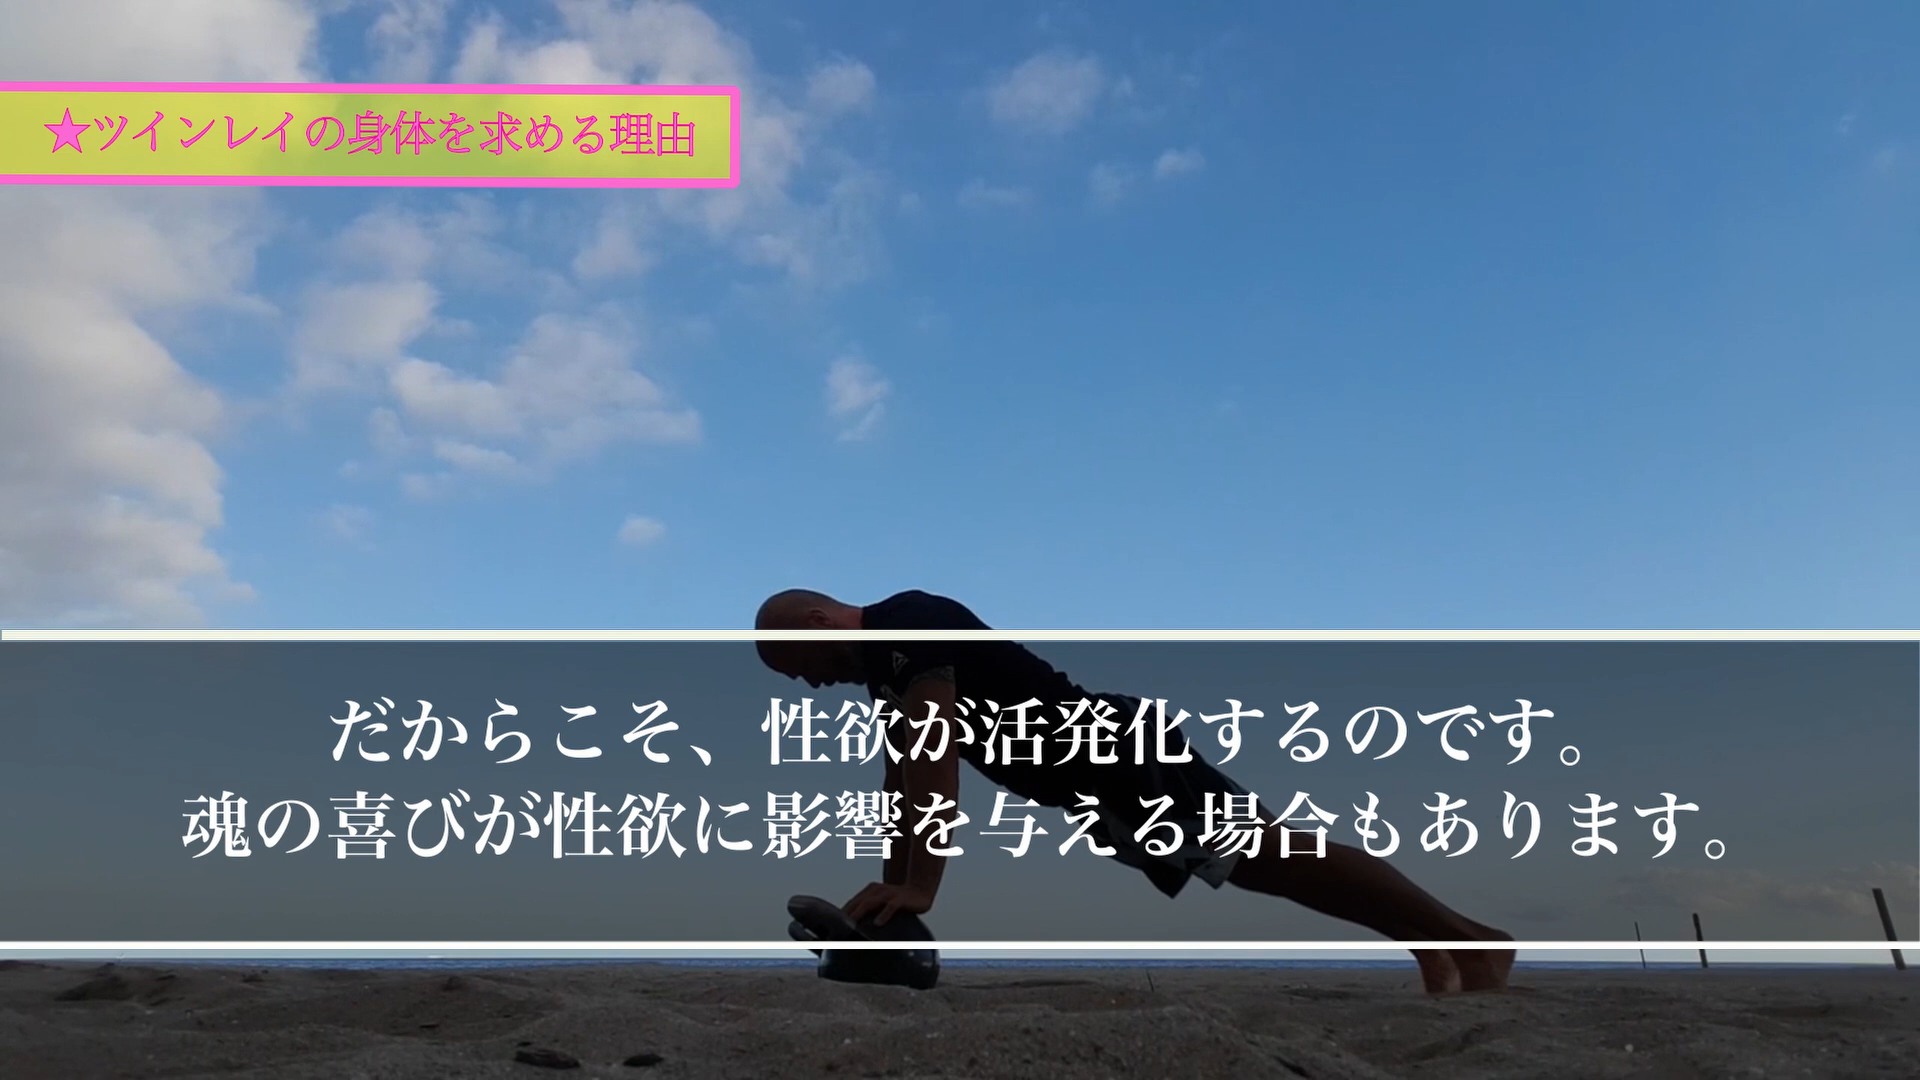 ★ツインレイの身体を求める理由
だからこそ、性欲が活発化するのです。
魂の喜びが性欲に影響を与える場合もあります。